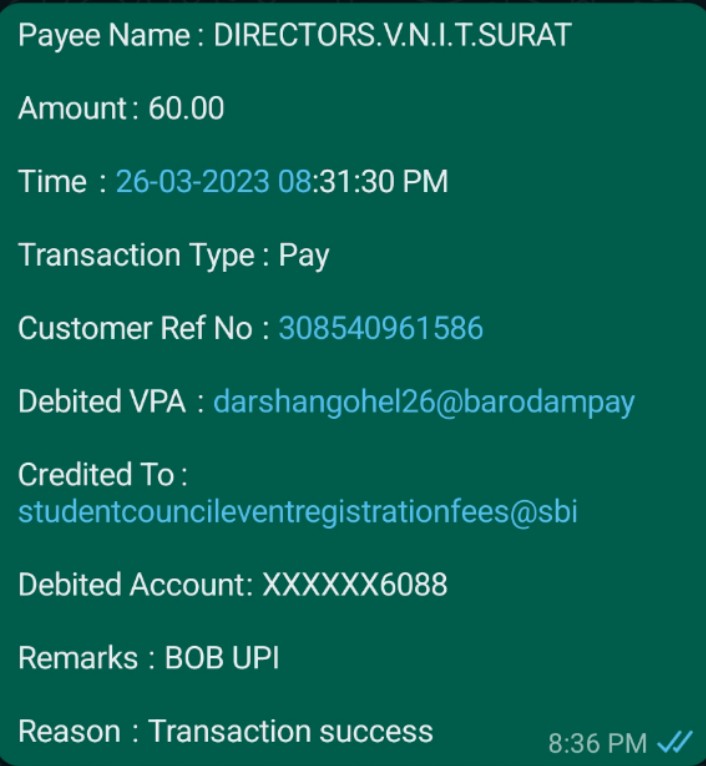 Payee Name : DIRECTORS.V.N.I.T.SURAT
Amount : 60.00
Time : 26-03-2023 08:31:30 PM
Transaction Type : Pay
Customer Ref No : 308540961586
Debited VPA : darshangohel26@barodampay
Credited To :
studentcouncileventregistrationfees@sbi
Debited Account: XXXXXX6088
Remarks : BOB UPI
Reason : Transaction success
8:36 PM